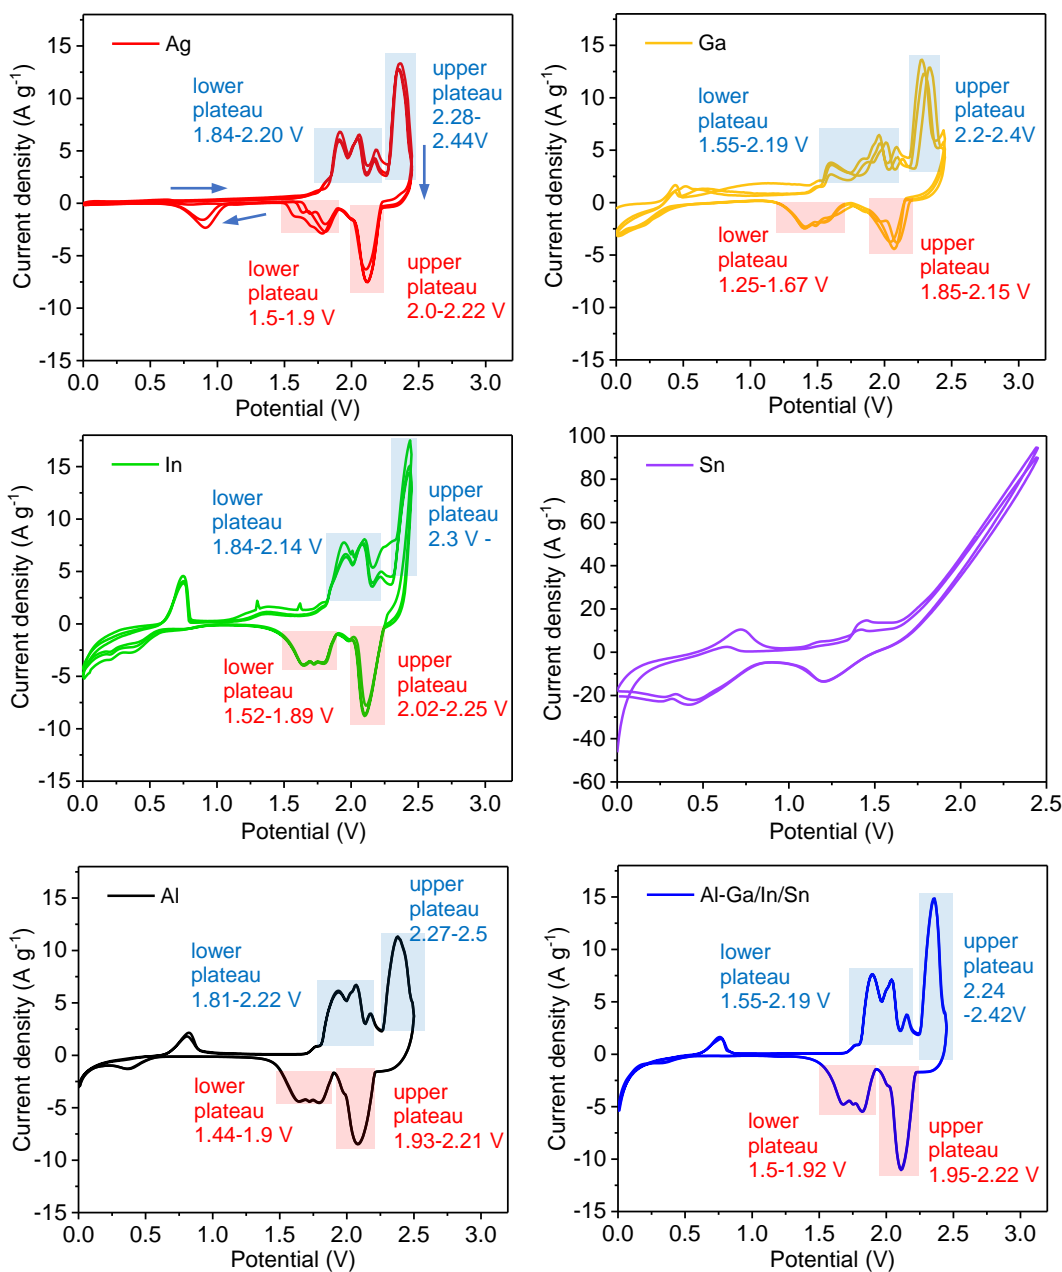 Ag
lower
plateau
1.84-2.20 V
upper
plateau
2.28-
2.44V
lower
plateau
1.5-1.9 V
upper
plateau
2.0-2.22 V
15
10
5
0
-5
-10
-15
Current density (A g⁻¹)
0.0 0.5 1.0 1.5 2.0 2.5 3.0
Potential (V)
Ga
lower
plateau
1.55-2.19 V
upper
plateau
2.2-2.4V
lower
plateau
1.25-1.67 V
upper
plateau
1.85-2.15 V
15
10
5
0
-5
-10
-15
Current density (A g⁻¹)
0.0 0.5 1.0 1.5 2.0 2.5 3.0
Potential (V)
In
lower
plateau
1.84-2.14 V
upper
plateau
2.3 V -
lower
plateau
1.52-1.89 V
upper
plateau
2.02-2.25 V
15
10
5
0
-5
-10
-15
Current density (A g⁻¹)
0.0 0.5 1.0 1.5 2.0 2.5 3.0
Potential (V)
Sn
100
80
60
40
20
0
-20
-40
-60
Current density (A g⁻¹)
0.0 0.5 1.0 1.5 2.0 2.5
Potential (V)
Al
lower
plateau
1.81-2.22 V
upper
plateau
2.27-2.5
lower
plateau
1.44-1.9 V
upper
plateau
1.93-2.21 V
15
10
5
0
-5
-10
-15
Current density (A g⁻¹)
0.0 0.5 1.0 1.5 2.0 2.5 3.0
Potential (V)
Al-Ga/In/Sn
lower
plateau
1.55-2.19 V
upper
plateau
2.24
-2.42V
lower
plateau
1.5-1.92 V
upper
plateau
1.95-2.22 V
15
10
5
0
-5
-10
-15
Current density (A g⁻¹)
0.0 0.5 1.0 1.5 2.0 2.5 3.0
Potential (V)